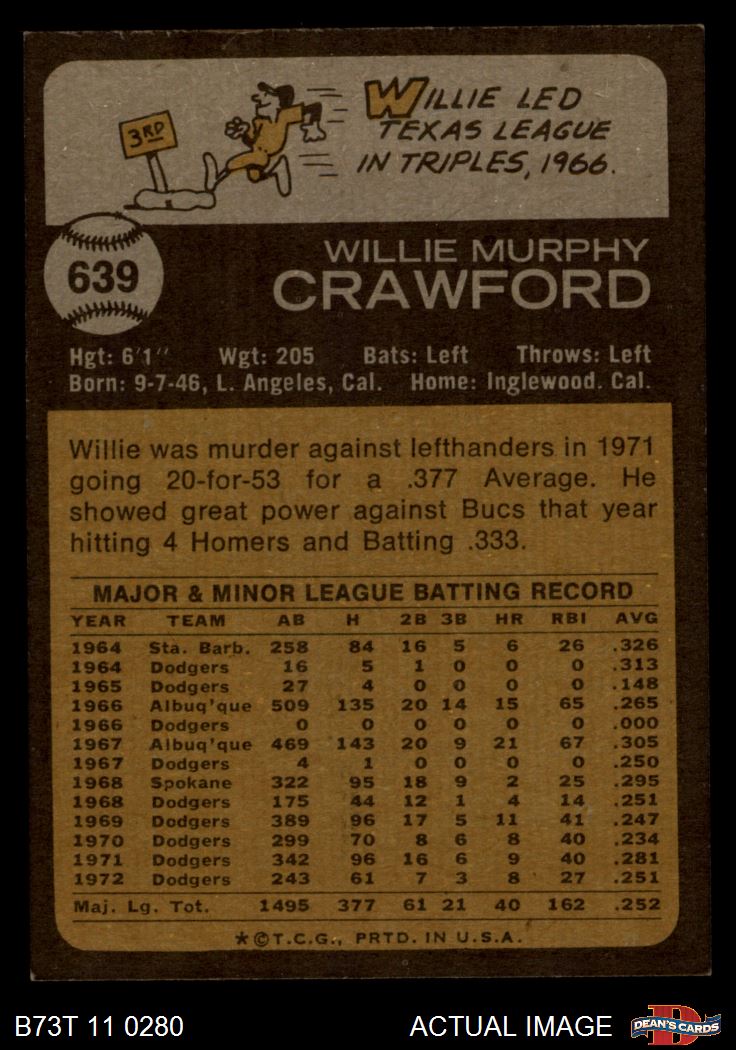 3RD
WILLIE LED
TEXAS LEAGUE
IN TRIPLES, 1966.
639
WILLIE MURPHY
CRAWFORD
Hgt: 6'1" Wgt: 205 Bats: Left Throws: Left
Born: 9-7-46, L. Angeles, Cal. Home: Inglewood. Cal.
Willie was murder against lefthanders in 1971
going 20-for-53 for a .377 Average. He
showed great power against Bucs that year
hitting 4 Homers and Batting .333.
MAJOR & MINOR LEAGUE BATTING RECORD
YEAR TEAM AB H 2B 3B HR RBI AVG
1964 Sta. Barb. 258 84 16 5 6 26 .326
1964 Dodgers 16 5 1 0 0 0 .313
1965 Dodgers 27 4 0 0 0 0 .148
1966 Albuq'que 509 135 20 14 15 65 .265
1966 Dodgers 0 0 0 0 0 0 .000
1967 Albuq'que 469 143 20 9 21 67 .305
1967 Dodgers 4 1 0 0 0 0 .250
1968 Spokane 322 95 18 9 2 25 .295
1968 Dodgers 175 44 12 1 4 14 .251
1969 Dodgers 389 96 17 5 11 41 .247
1970 Dodgers 299 70 8 6 8 40 .234
1971 Dodgers 342 96 16 6 9 40 .281
1972 Dodgers 243 61 7 3 8 27 .251
Maj. Lg. Tot. 1495 377 61 21 40 162 .252
*©T.C.G., PRTD. IN U.S.A.
B73T 11 0280 ACTUAL IMAGE D DEAN'S CARDS